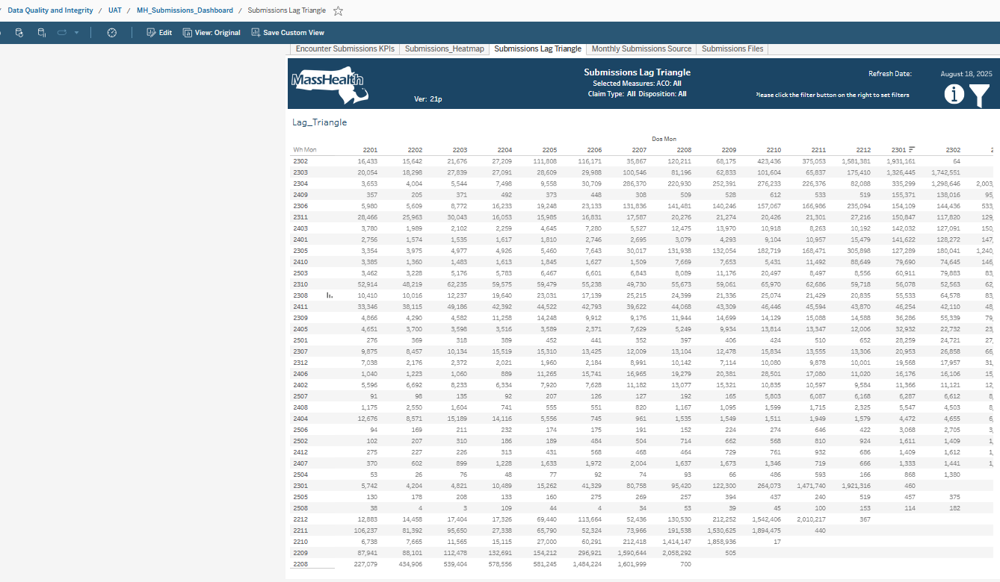 Data Quality and Integrity / UAT / MH_Submissions_Dashboard / Submissions Lag Triangle
Edit View: Original Save Custom View
Encounter Submissions KPIs Submissions_Heatmap Submissions Lag Triangle Monthly Submissions Source Submissions Files
MassHealth
Ver: 21p
Submissions Lag Triangle
Selected Measures: ACO: All
Claim Type: All Disposition: All
Refresh Date: August 18, 2025
Please click the filter button on the right to set filters
Lag_Triangle
Dos Mon
Wh Mon 2201 2202 2203 2204 2205 2206 2207 2208 2209 2210 2211 2212 2301 2302 2
2302 16,433 15,642 21,676 27,209 111,808 116,171 35,867 120,211 68,175 423,436 375,053 1,581,381 1,931,161 64
2303 20,054 18,298 27,839 27,091 28,609 29,988 100,546 81,196 62,833 101,604 65,837 175,410 1,326,445 1,742,551
2304 3,653 4,004 5,544 7,498 9,558 30,709 286,370 220,930 252,391 276,233 226,376 82,088 335,299 1,298,646 2,003,
2409 357 205 371 492 373 448 308 509 528 612 533 519 155,371 138,016 95,
2306 5,980 5,609 8,772 16,233 19,248 23,133 131,836 141,481 140,246 157,067 166,986 235,094 154,109 144,436 533,
2311 28,466 25,963 30,043 16,053 15,985 16,831 17,587 20,276 21,274 20,426 21,301 27,216 150,847 117,820 129,
2403 3,780 1,989 2,102 2,259 4,645 7,280 5,527 12,475 13,970 10,918 8,263 10,192 142,032 127,091 150,
2401 2,756 1,574 1,535 1,617 1,810 2,746 2,695 3,079 4,293 9,104 10,957 15,479 141,622 128,272 147,
2305 3,354 3,975 4,977 4,926 5,460 7,643 30,017 131,938 132,054 182,719 168,471 305,898 127,289 180,041 1,240,
2410 3,385 1,360 1,483 1,613 1,845 1,627 1,509 7,669 7,653 5,431 11,492 88,649 79,690 74,645 146,
2503 3,462 3,228 5,176 5,783 6,467 6,601 6,843 8,089 11,176 20,497 8,497 8,556 60,911 79,883 83,
2310 52,914 48,219 62,235 59,575 59,479 55,238 49,730 55,673 59,061 65,970 62,686 59,718 56,078 52,563 62,
2308 10,410 10,016 12,237 19,640 23,031 17,139 25,215 24,399 21,336 25,074 21,429 20,835 55,533 64,578 83,
2411 33,346 38,115 49,186 42,392 44,522 42,793 39,622 44,068 43,309 46,446 45,594 43,870 46,254 42,110 48,
2309 4,866 4,290 4,582 11,258 14,248 9,912 9,176 11,944 14,699 14,129 15,088 14,588 36,286 55,339 79,
2405 4,651 3,700 3,598 3,516 3,589 2,371 7,629 5,249 9,934 13,814 13,347 12,006 32,932 22,732 23,
2501 276 369 318 389 452 441 352 397 406 424 510 652 28,259 24,721 27,
2307 9,875 8,457 10,134 15,519 15,310 13,425 12,009 13,104 12,478 15,834 13,555 13,306 20,953 26,858 66,
2312 7,038 2,176 2,372 2,021 1,960 2,184 8,991 10,142 7,114 10,080 9,878 10,001 19,568 17,957 31,
2406 1,040 1,223 1,060 889 11,265 15,741 16,965 19,279 20,381 28,501 17,080 11,020 16,176 16,106 15,
2402 5,596 6,692 8,233 6,334 7,920 7,628 11,182 13,077 15,321 10,835 10,597 9,584 11,366 11,121 12,
2507 91 98 135 92 207 126 127 192 165 5,803 6,087 6,168 6,287 6,612 8,
2408 1,175 2,550 1,604 741 555 551 820 1,167 1,095 1,599 1,715 2,325 5,547 4,503 8,
2404 12,676 8,571 15,189 14,116 5,556 745 961 1,535 1,549 1,511 1,949 1,579 4,472 4,655 6,
2506 94 169 211 232 174 175 191 152 224 274 646 422 3,068 2,705 3,
2502 102 207 310 186 189 484 504 714 662 568 810 924 1,611 1,409 1,
2412 275 227 226 313 431 568 468 464 729 761 932 686 1,409 1,612 1,
2407 370 602 899 1,228 1,633 1,972 2,004 1,637 1,673 1,346 719 666 1,333 1,441 1,
2504 53 26 76 48 77 92 74 93 66 486 593 166 868 1,380
2301 5,742 4,204 4,821 10,489 15,262 41,329 80,758 95,420 122,300 264,073 1,471,740 1,921,316 460
2505 130 178 208 133 160 275 269 257 394 437 240 519 457 375
2508 38 4 3 109 44 4 34 53 39 45 100 153 114 182
2212 12,883 14,458 17,404 17,326 69,440 113,664 52,436 130,530 212,252 1,542,406 2,010,217 367
2211 106,237 81,392 95,650 27,338 65,790 52,324 73,966 191,538 1,530,625 1,894,475 440
2210 6,738 7,665 11,565 15,115 27,000 60,291 212,418 1,414,147 1,858,936 17
2209 87,941 88,101 112,478 132,691 154,212 296,921 1,590,644 2,058,292 505
2208 227,079 434,906 539,404 578,556 581,245 1,484,224 1,601,999 700